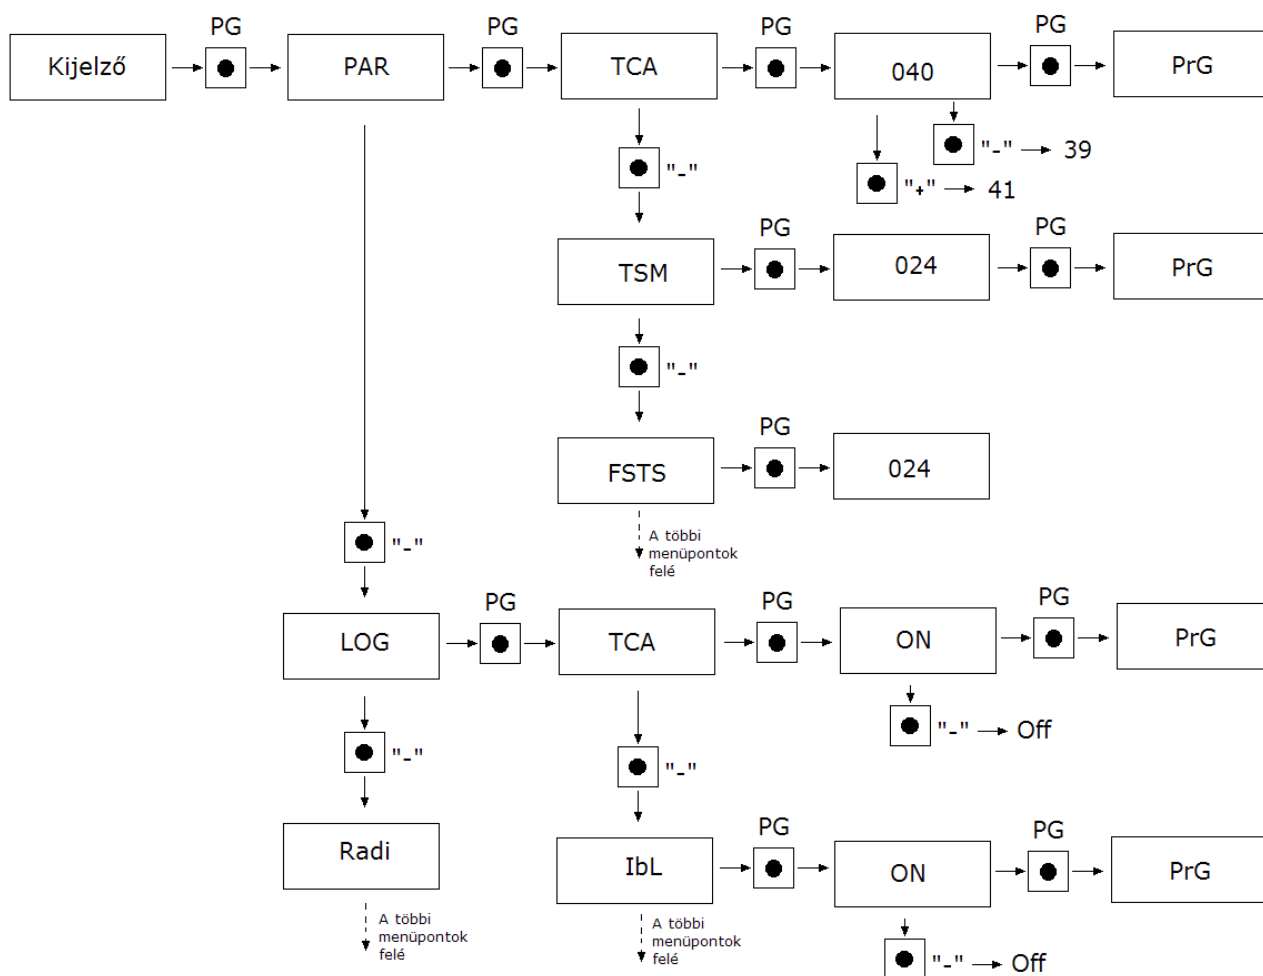 PG PG PG PG
Kijelző PAR TCA 040 PrG
"-" "-" → 39
"+" → 41
PG PG
TSM 024 PrG
"-"
PG
FSTS 024
"-"
A többi
menüpontok
felé
PG PG PG
LOG TCA ON PrG
"-" → Off
"-" "-"
PG PG
Radi IbL ON PrG
A többi
menüpontok
felé
A többi
menüpontok
felé
"-" → Off